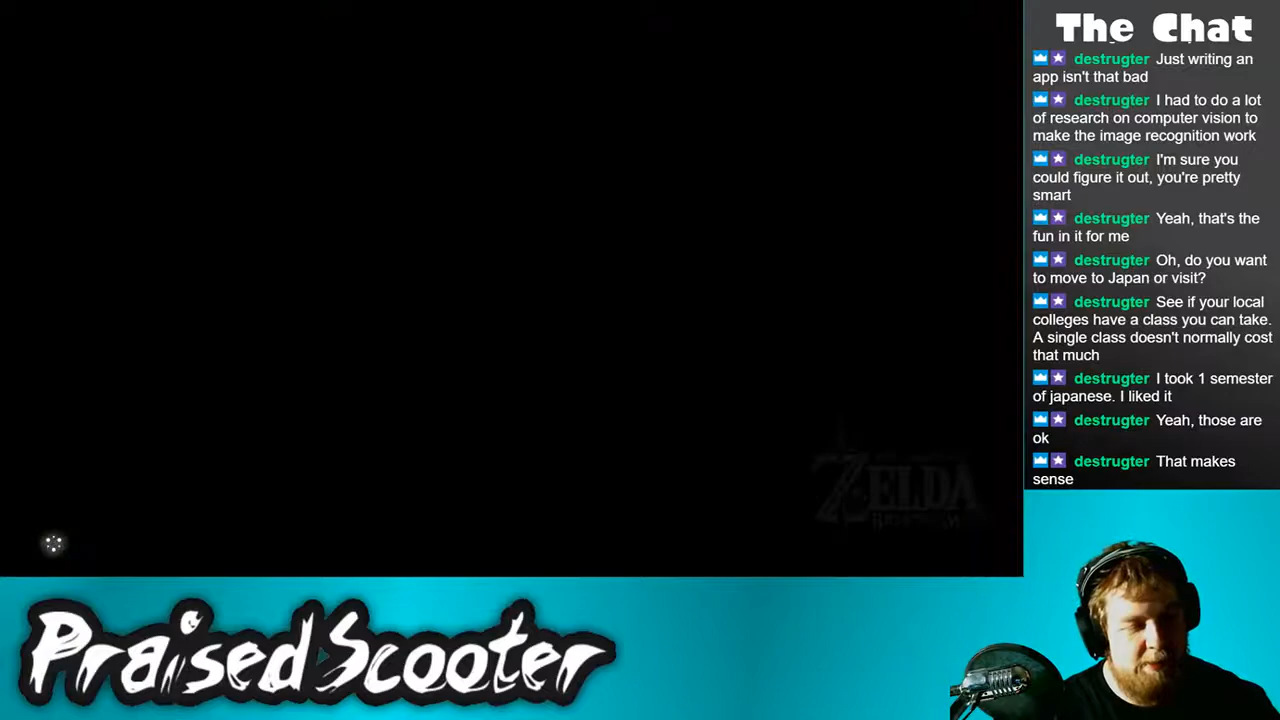 The Chat
destrugter Just writing an
app isn't that bad
destrugter I had to do a lot
of research on computer vision to
make the image recognition work
destrugter I'm sure you
could figure it out, you're pretty
smart
destrugter Yeah, that's the
fun in it for me
destrugter Oh, do you want
to move to Japan or visit?
destrugter See if your local
colleges have a class you can take.
A single class doesn't normally cost
that much
destrugter I took 1 semester
of japanese. I liked it
destrugter Yeah, those are
ok
destrugter That makes
sense
ZELDA
PraisedScooter